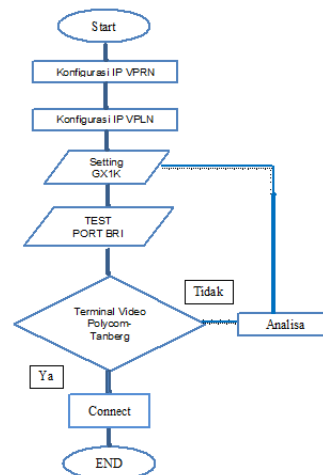 Start
Konfigurasi IP VPRN
Konfigurasi IP VPLN
Setting
GX1K
TEST
PORT BRI
Terminal Video
Polycom-
Tanberg
Tidak
Analisa
Ya
Connect
END